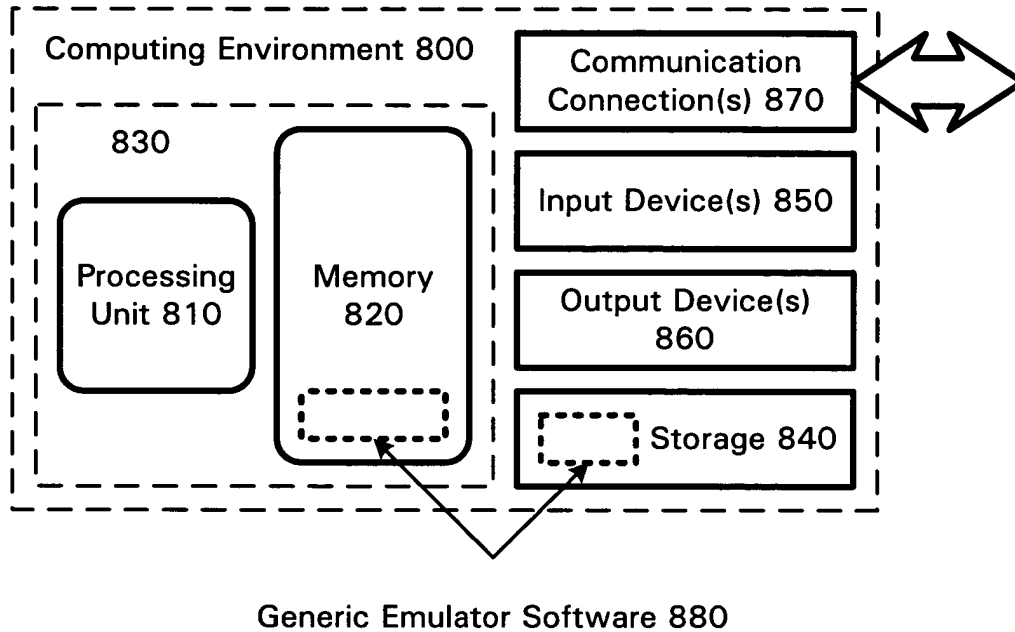 Computing Environment 800
830
Processing
Unit 810
Memory
820
Communication
Connection(s) 870
Input Device(s) 850
Output Device(s)
860
Storage 840
Generic Emulator Software 880